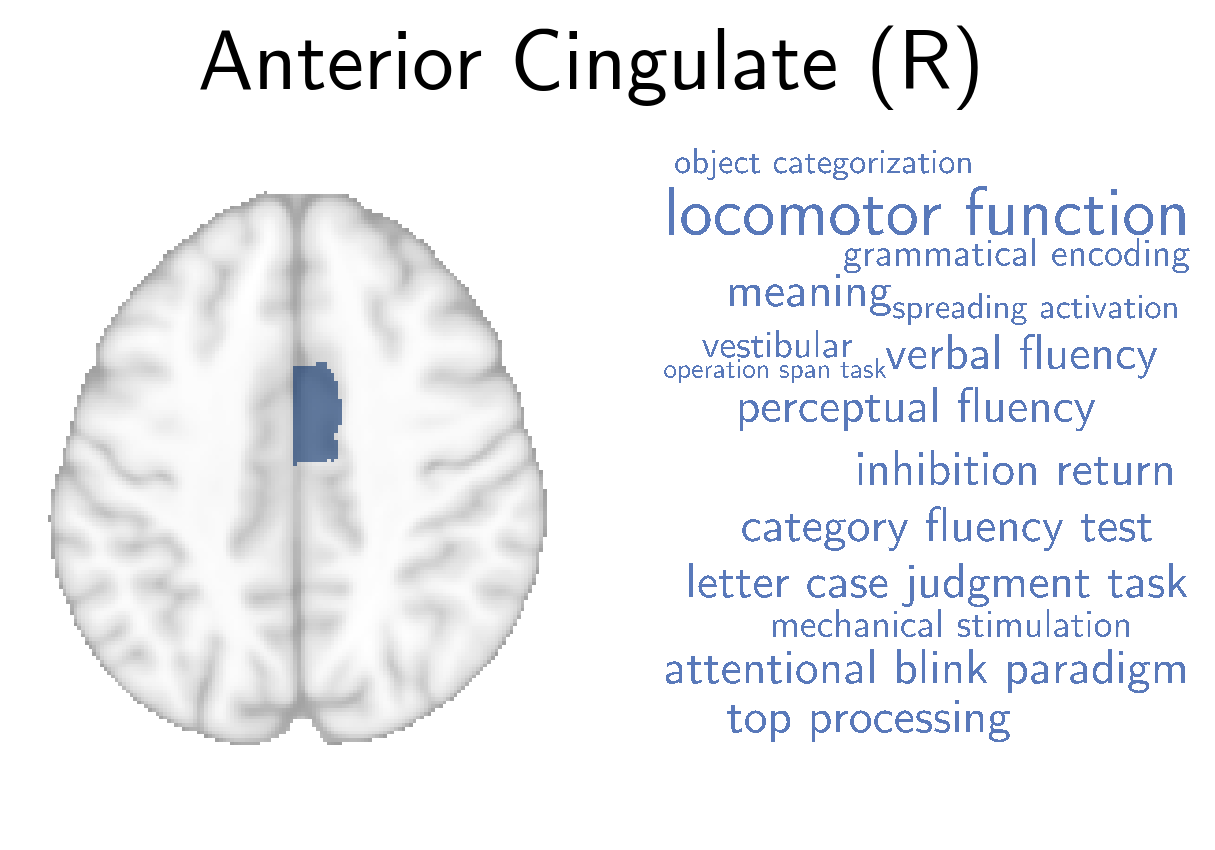 Anterior Cingulate (R)
object categorization
locomotor function
grammatical encoding
meaning
spreading activation
vestibular
operation span task
verbal fluency
perceptual fluency
inhibition return
category fluency test
letter case judgment task
mechanical stimulation
attentional blink paradigm
top processing